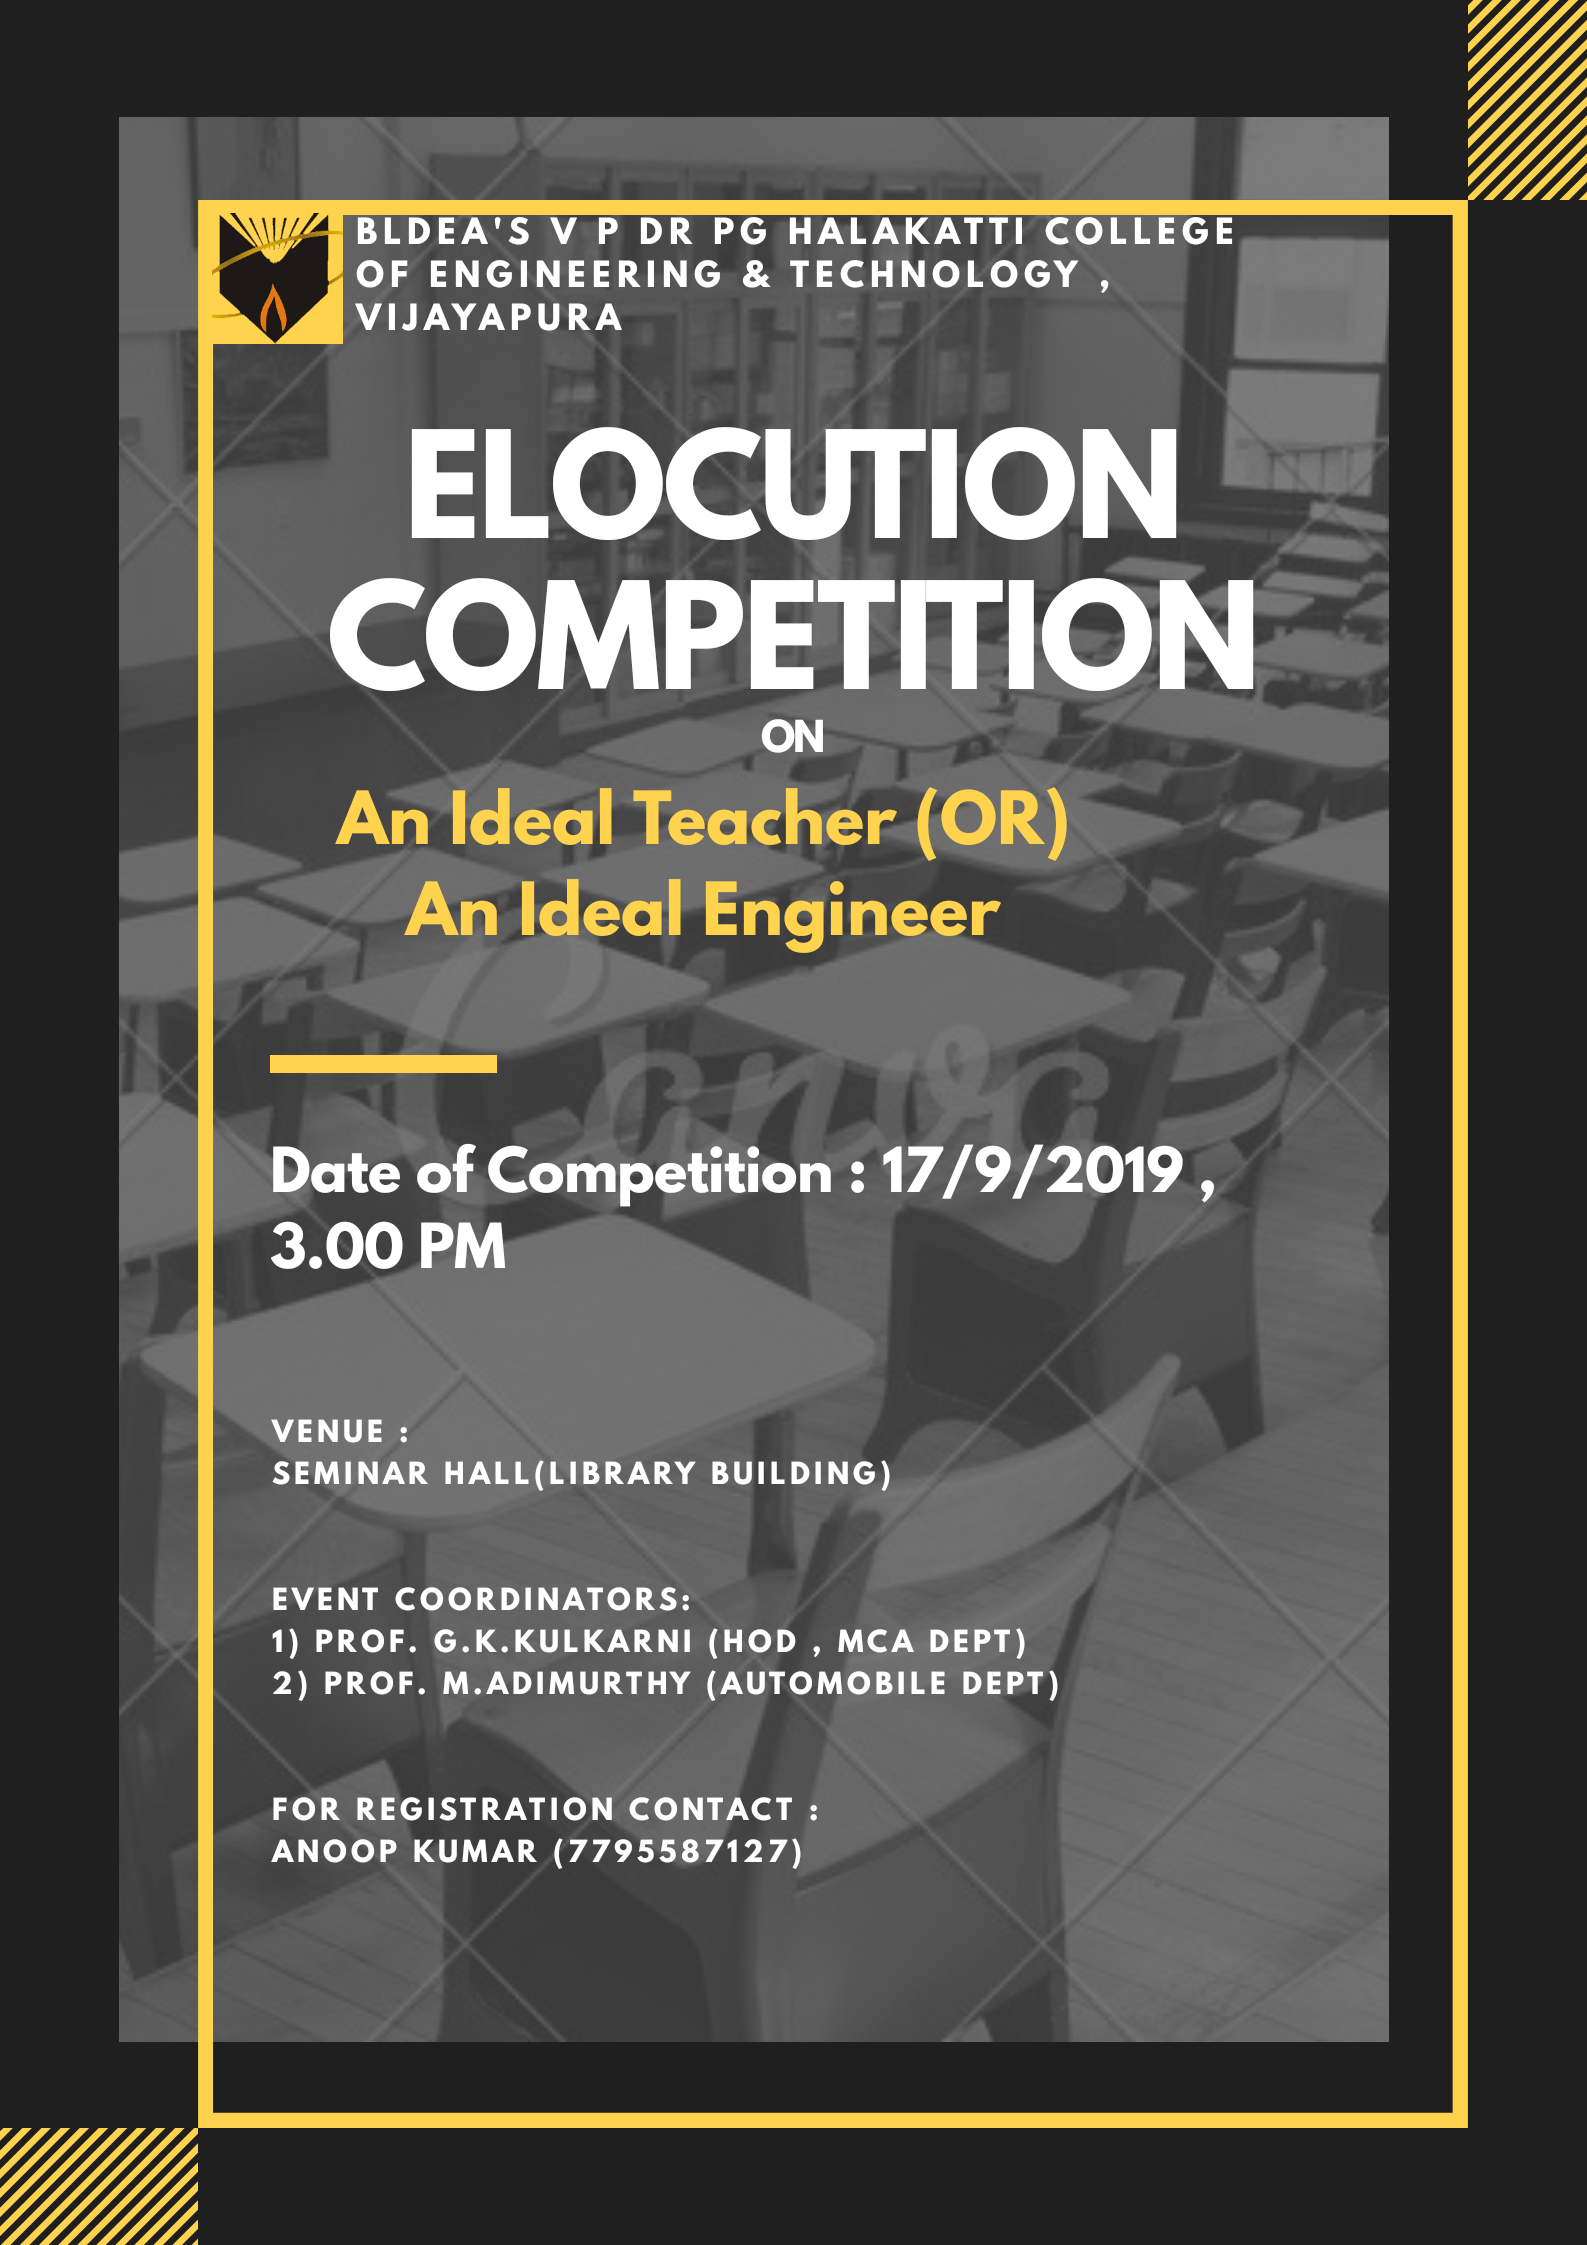 BLDEA'S V P DR PG HALAKATTI COLLEGE
OF ENGINEERING & TECHNOLOGY ,
VIJAYAPURA
ELOCUTION
COMPETITION
ON
An Ideal Teacher (OR)
An Ideal Engineer
Canva
Date of Competition : 17/9/2019 ,
3.00 PM
VENUE :
SEMINAR HALL(LIBRARY BUILDING)
EVENT COORDINATORS:
1) PROF. G.K.KULKARNI (HOD , MCA DEPT)
2) PROF. M.ADIMURTHY (AUTOMOBILE DEPT)
FOR REGISTRATION CONTACT :
ANOOP KUMAR (7795587127)